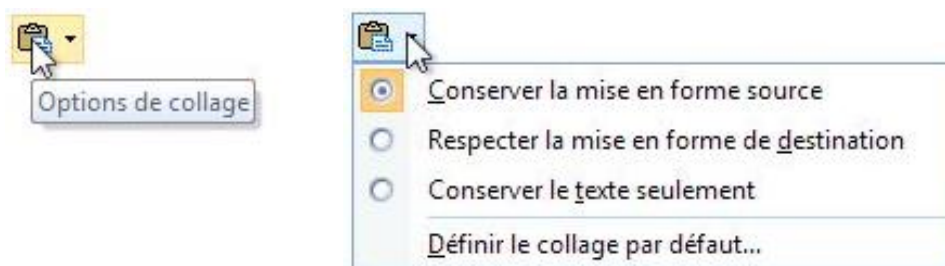 Options de collage
Conserver la mise en forme source
Respecter la mise en forme de destination
Conserver le texte seulement
Définir le collage par défaut...